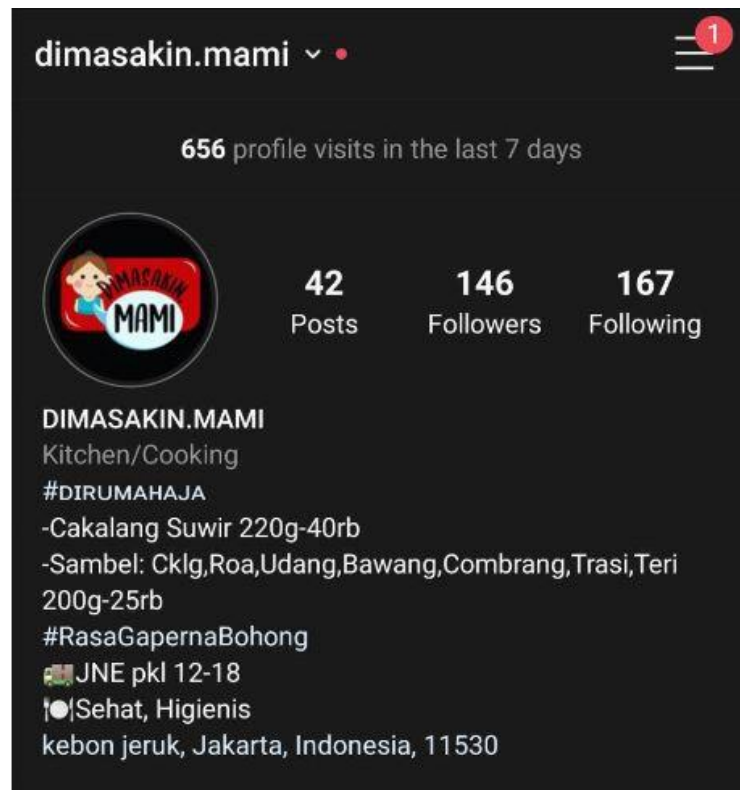 dimasakin.mami
1
656 profile visits in the last 7 days
DIMASAKIN
MAMI
42
Posts
146
Followers
167
Following
DIMASAKIN.MAMI
Kitchen/Cooking
#DIRUMAHAJA
-Cakalang Suwir 220g-40rb
-Sambel: Cklg,Roa,Udang,Bawang,Combrang,Trasi,Teri
200g-25rb
#RasaGapernaBohong
🚚JNE pkl 12-18
🍽Sehat, Higienis
kebon jeruk, Jakarta, Indonesia, 11530